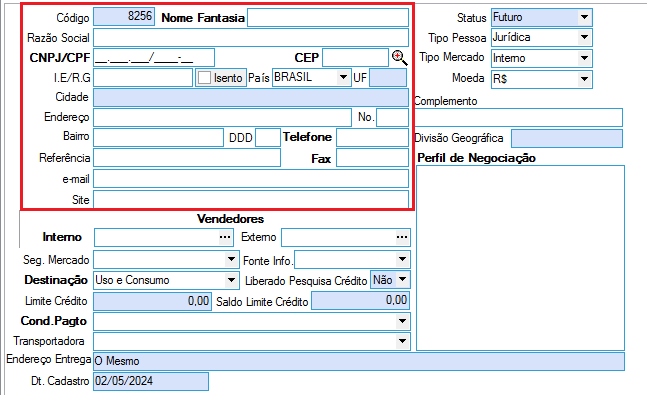 Código 8256 Nome Fantasia Status Futuro
Razão Social Tipo Pessoa Jurídica
CNPJ/CPF __.___.___/____-__ CEP Tipo Mercado Interno
I.E/R.G Isento País BRASIL UF Moeda R$
Cidade Complemento
Endereço No.
Bairro DDD Telefone Divisão Geográfica
Referência Fax Perfil de Negociação
e-mail
Site
Vendedores
Interno ... Externo ...
Seg. Mercado Fonte Info.
Destinação Uso e Consumo Liberado Pesquisa Crédito Não
Limite Crédito 0,00 Saldo Limite Crédito 0,00
Cond.Pagto
Transportadora
Endereço Entrega O Mesmo
Dt. Cadastro 02/05/2024